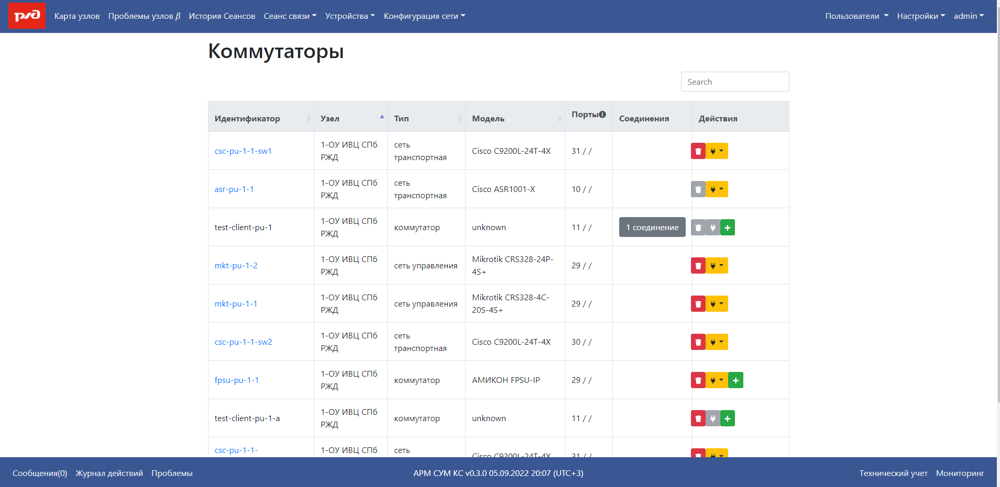 РЖД Карта узлов Проблемы узлов β История Сеансов Сеанс связи Устройства Конфигурация сети Пользователи Настройки admin
Коммутаторы
Search
Идентификатор Узел Тип Модель Порты Соединения Действия
csc-pu-1-1-sw1 1-ОУ ИВЦ СПб РЖД сеть транспортная Cisco C9200L-24T-4X 31 / /
asr-pu-1-1 1-ОУ ИВЦ СПб РЖД сеть транспортная Cisco ASR1001-X 10 / /
test-client-pu-1 1-ОУ ИВЦ СПб РЖД коммутатор unknown 11 / / 1 соединение
mkt-pu-1-2 1-ОУ ИВЦ СПб РЖД сеть управления Mikrotik CRS328-24P-4S+ 29 / /
mkt-pu-1-1 1-ОУ ИВЦ СПб РЖД сеть управления Mikrotik CRS328-4C-20S-4S+ 29 / /
csc-pu-1-1-sw2 1-ОУ ИВЦ СПб РЖД сеть транспортная Cisco C9200L-24T-4X 30 / /
fpsu-pu-1-1 1-ОУ ИВЦ СПб РЖД коммутатор АМИКОН FPSU-IP 29 / /
test-client-pu-1-a 1-ОУ ИВЦ СПб РЖД коммутатор unknown 11 / /
csc-pu-1-1- 1-ОУ ИВЦ СПб сеть Cisco C9200L-24T-4X 31 / /
Сообщения(0) Журнал действий Проблемы АРМ СУМ КС v0.3.0 05.09.2022 20:07 (UTC+3) Технический учет Мониторинг